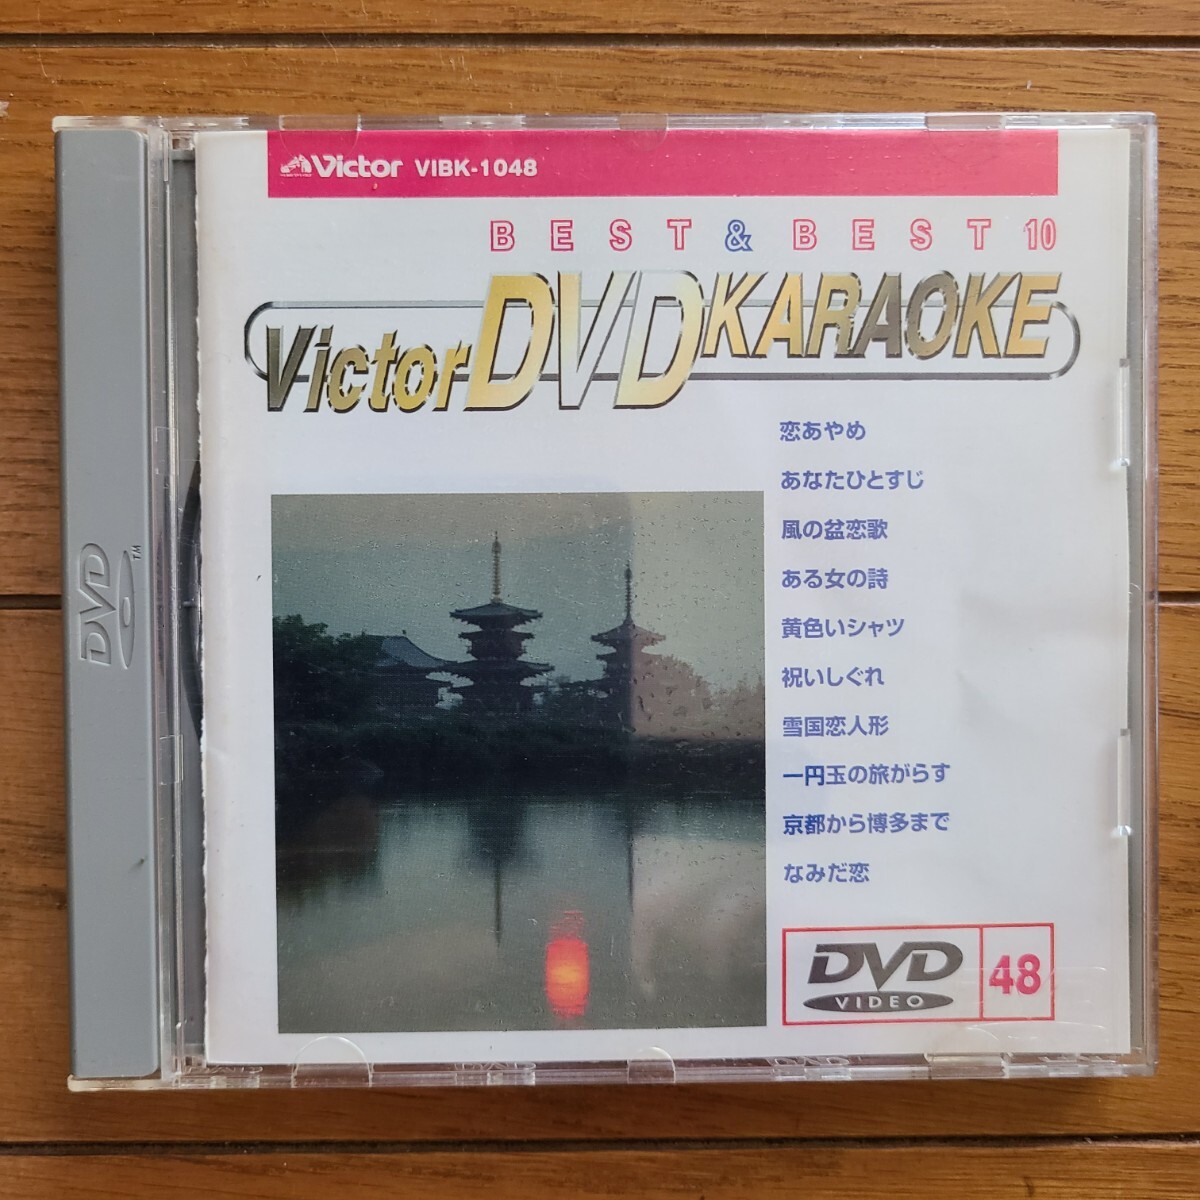 Victor VIBK-1048
BEST & BEST 10
Victor DVD KARAOKE
恋あやめ
あなたひとすじ
風の盆恋歌
ある女の詩
黄色いシャツ
祝いしぐれ
雪国恋人形
一円玉の旅がらす
京都から博多まで
なみだ恋
DVD
VIDEO
48
DVD™